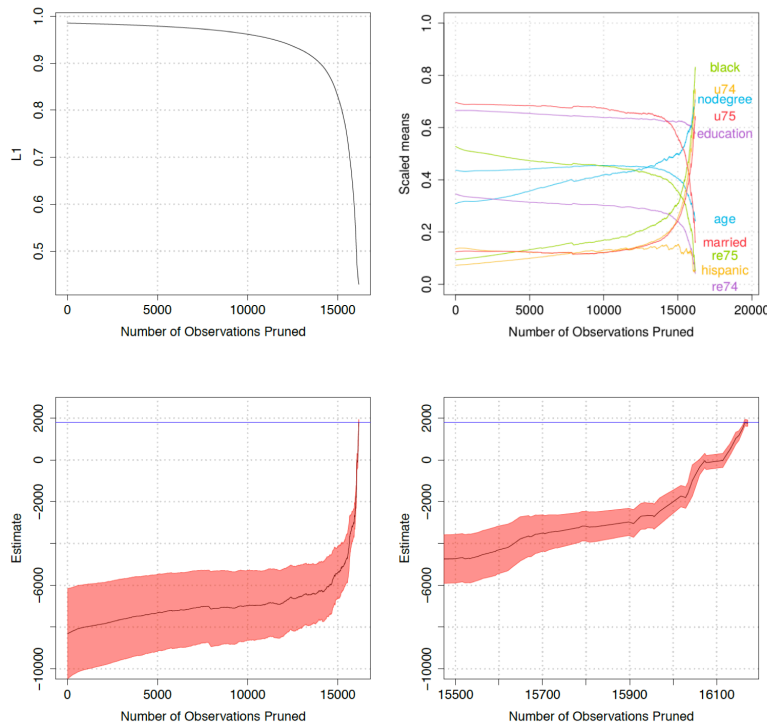 1.0
0.9
0.8
0.7
0.6
0.5
L1
0 5000 10000 15000
Number of Observations Pruned
1.0
0.8
0.6
0.4
0.2
0.0
Scaled means
black
u74
nodegree
u75
education
age
married
re75
hispanic
re74
0 5000 10000 15000 20000
Number of Observations Pruned
2000
0
−2000
−6000
−10000
Estimate
0 5000 10000 15000
Number of Observations Pruned
2000
0
−2000
−6000
−10000
Estimate
15500 15700 15900 16100
Number of Observations Pruned